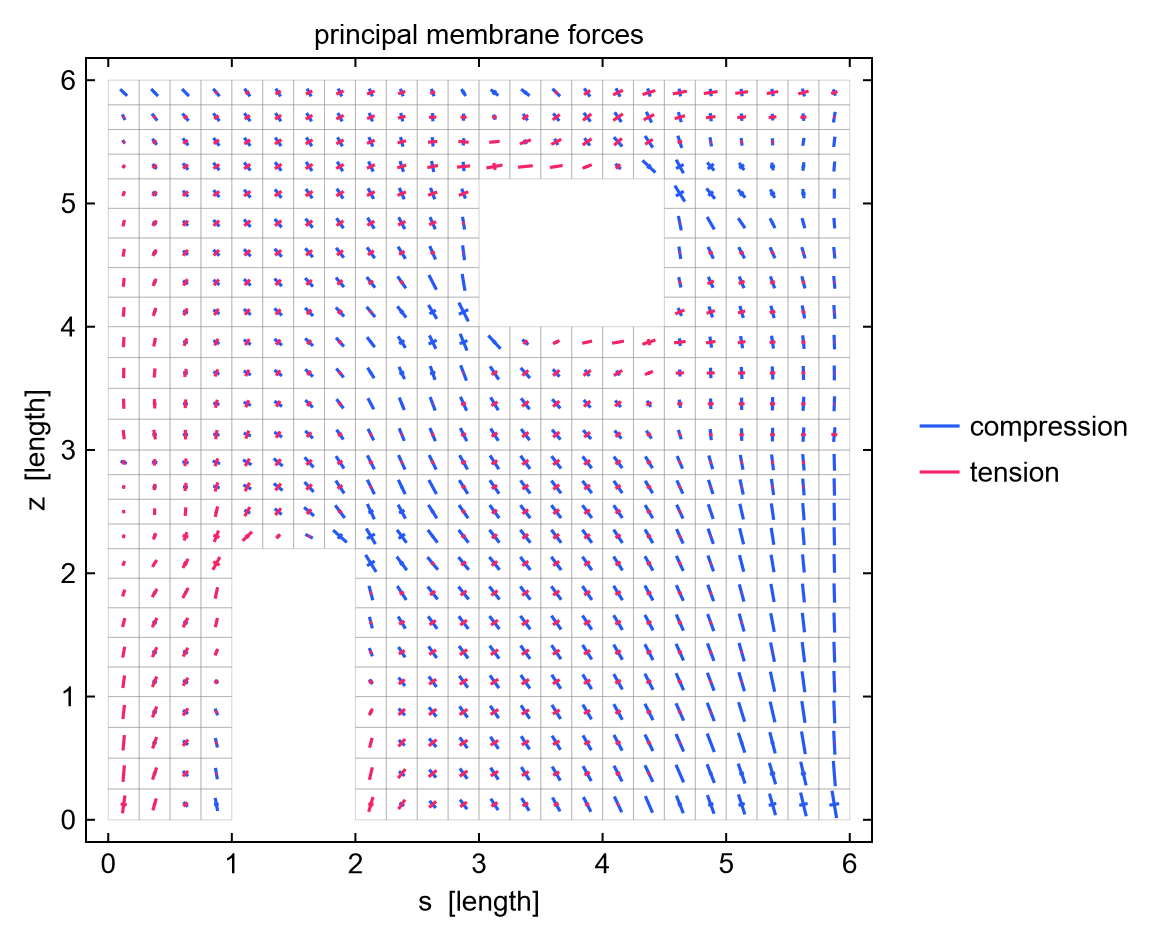 principal membrane forces
6
5
4
3
2
1
0
z [length]
0 1 2 3 4 5 6
s [length]
compression
tension